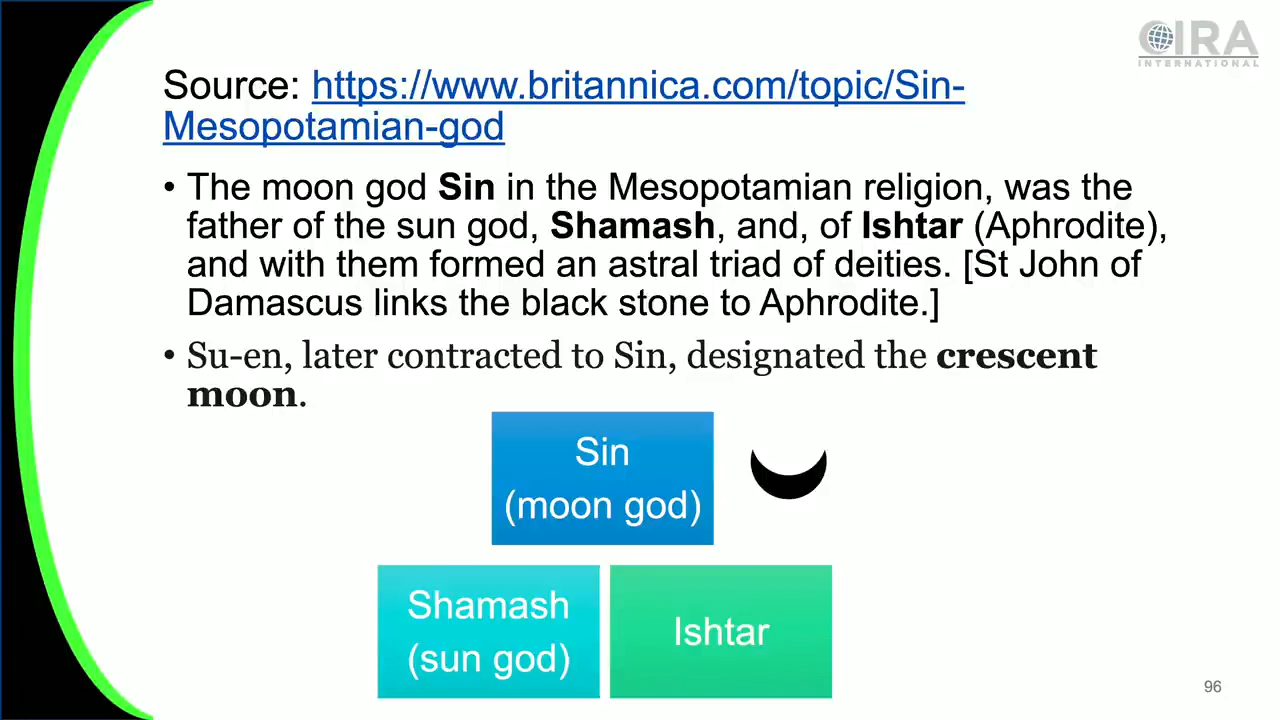 CIRA
INTERNATIONAL
Source: https://www.britannica.com/topic/Sin-
Mesopotamian-god
• The moon god Sin in the Mesopotamian religion, was the
father of the sun god, Shamash, and, of Ishtar (Aphrodite),
and with them formed an astral triad of deities. [St John of
Damascus links the black stone to Aphrodite.]
• Su-en, later contracted to Sin, designated the crescent
moon.
Sin
(moon god)
Shamash
(sun god)
Ishtar
96